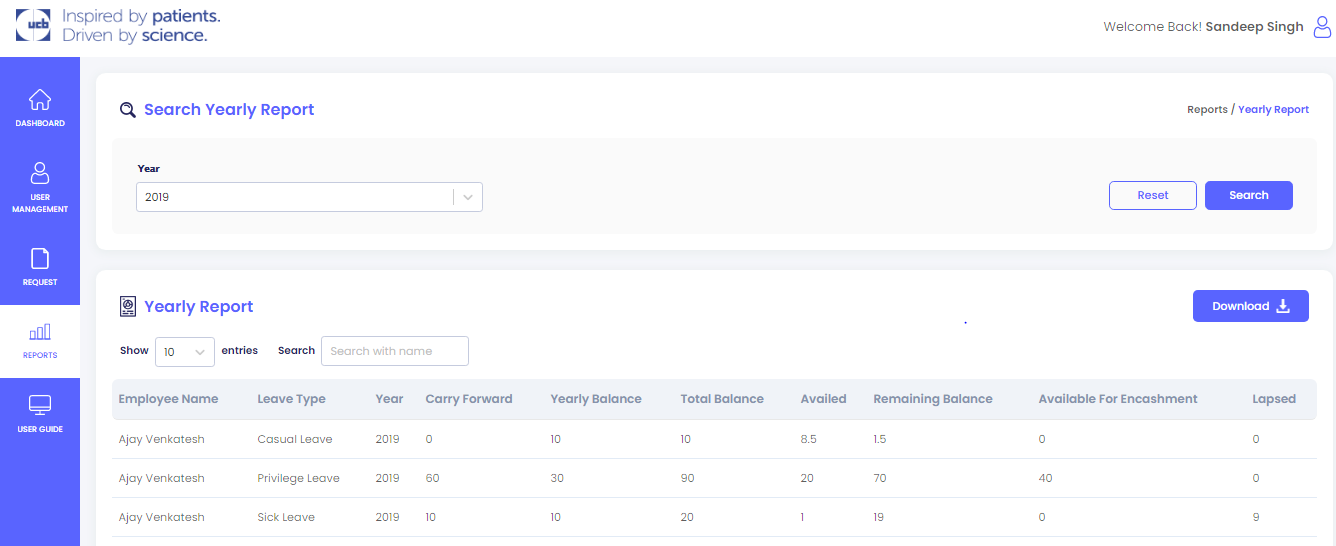 ucb
Inspired by patients.
Driven by science.
Welcome Back! Sandeep Singh
DASHBOARD
USER
MANAGEMENT
REQUEST
REPORTS
USER GUIDE
Search Yearly Report
Reports / Yearly Report
Year
2019
Reset
Search
Yearly Report
Download
Show 10 entries Search Search with name
Employee Name Leave Type Year Carry Forward Yearly Balance Total Balance Availed Remaining Balance Available For Encashment Lapsed
Ajay Venkatesh Casual Leave 2019 0 10 10 8.5 1.5 0 0
Ajay Venkatesh Privilege Leave 2019 60 30 90 20 70 40 0
Ajay Venkatesh Sick Leave 2019 10 10 20 1 19 0 9